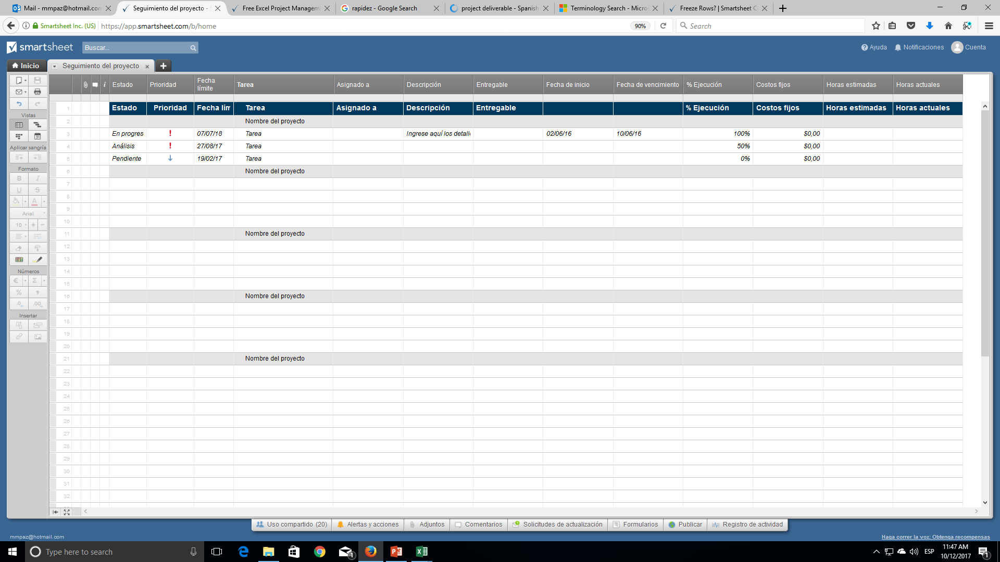 Mail - mmpaz@hotmail.con
Seguimiento del proyecto - S
Free Excel Project Managem
rapidez - Google Search
project deliverable - Spanish
Terminology Search - Micro
Freeze Rows? | Smartsheet C
Smartsheet Inc. (US)
https://app.smartsheet.com/b/home
90%
Search
smartsheet
Buscar...
Ayuda
Notificaciones
Cuenta
Inicio
Seguimiento del proyecto
Estado
Prioridad
Fecha límite
Tarea
Asignado a
Descripción
Entregable
Fecha de inicio
Fecha de vencimiento
% Ejecución
Costos fijos
Horas estimadas
Horas actuales
1 Estado Prioridad Fecha lím Tarea Asignado a Descripción Entregable % Ejecución Costos fijos Horas estimadas Horas actuales
2 Nombre del proyecto
3 En progres ! 07/07/18 Tarea Ingrese aquí los detalle 02/06/16 10/06/16 100% $0,00
4 Análisis ! 27/08/17 Tarea 50% $0,00
5 Pendiente 19/02/17 Tarea 0% $0,00
6 Nombre del proyecto
7
8
9
10
11 Nombre del proyecto
12
13
14
15
16 Nombre del proyecto
17
18
19
20
21 Nombre del proyecto
22
23
24
25
26
27
28
29
30
31
32
Vistas
31
Aplicar sangría
Formato
B I
U S
A
Arial
10 + −
Números
€ Σ
% ,
.0 .00
Insertar
Uso compartido (20)
Alertas y acciones
Adjuntos
Comentarios
Solicitudes de actualización
Formularios
Publicar
Registro de actividad
mmpaz@hotmail.com
Haga correr la voz: Obtenga recompensas
Type here to search
1
ESP
11:47 AM
10/12/2017
1